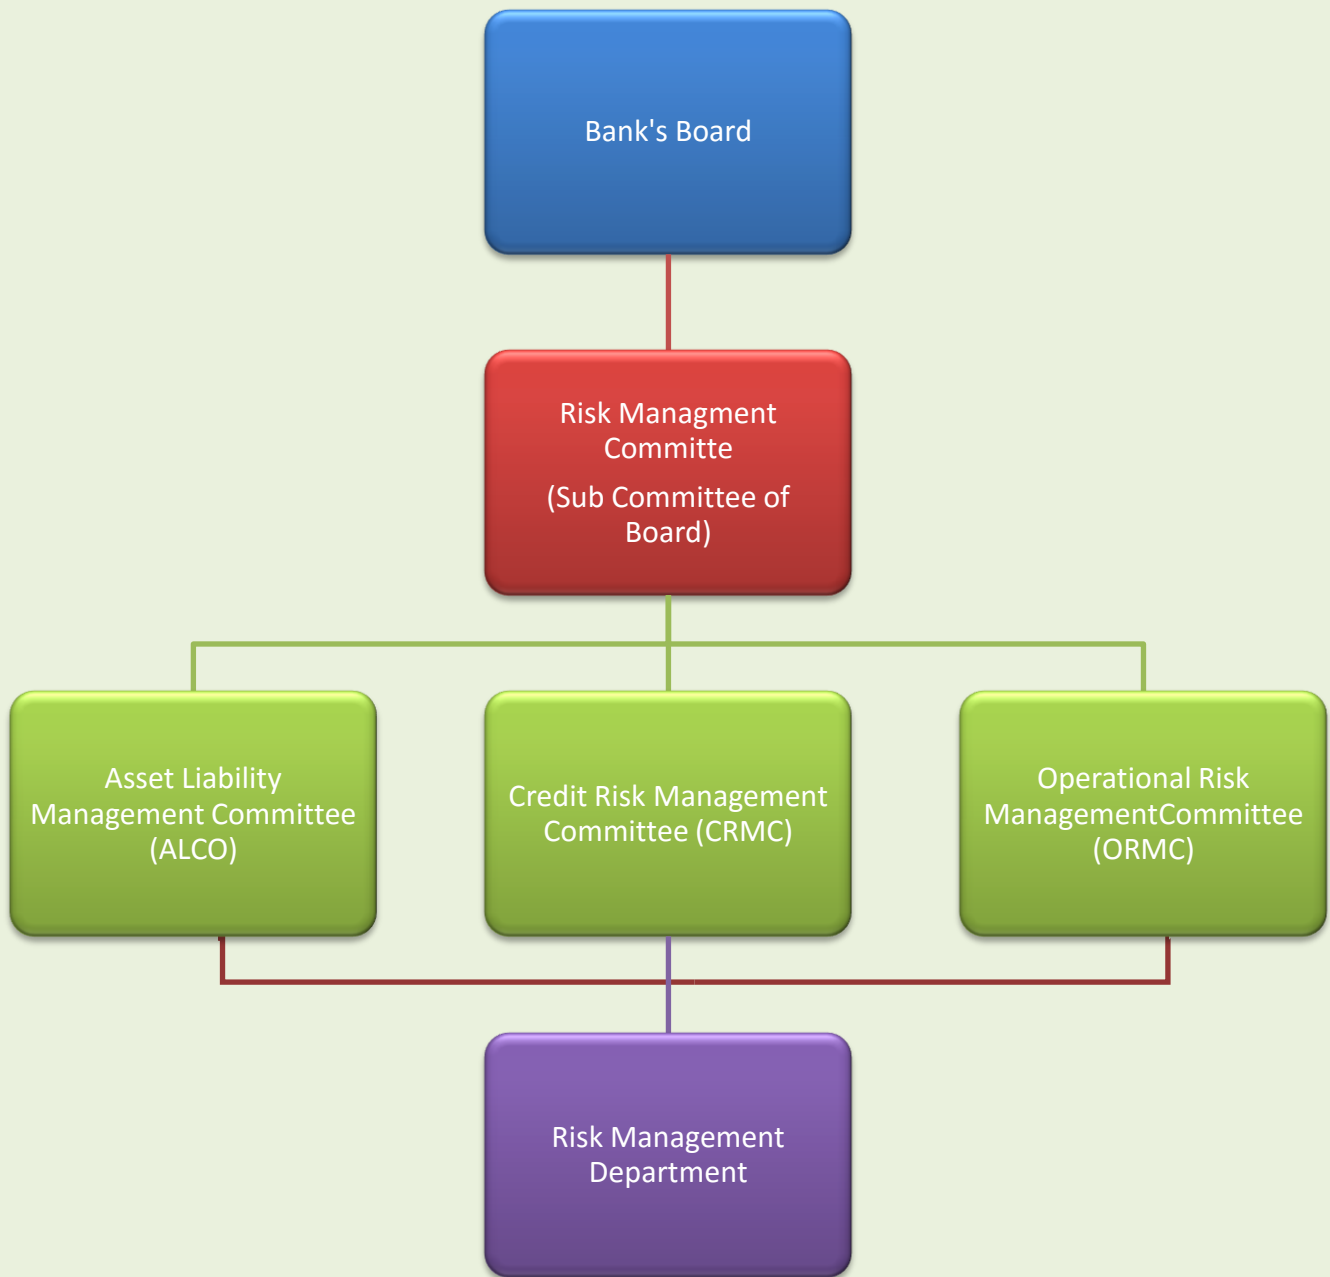 Bank's Board
Risk Managment
Committe
(Sub Committee of
Board)
Asset Liability
Management Committee
(ALCO)
Credit Risk Management
Committee (CRMC)
Operational Risk
ManagementCommittee
(ORMC)
Risk Management
Department